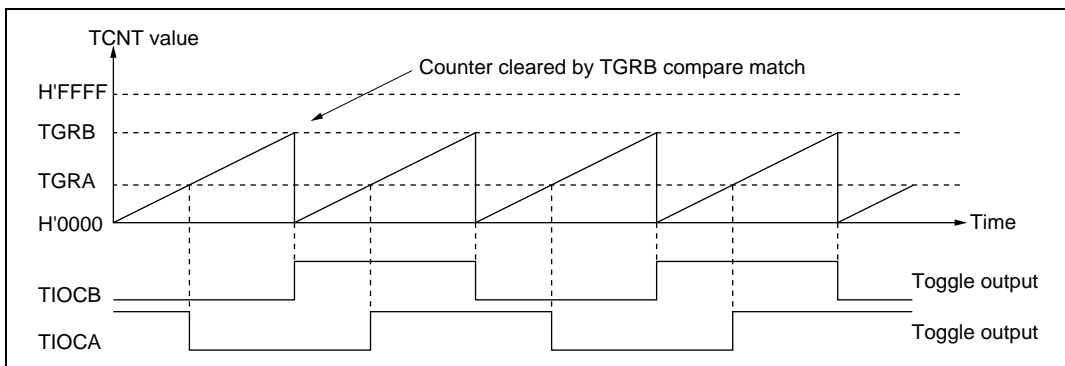 TCNT value
Counter cleared by TGRB compare match
H'FFFF
TGRB
TGRA
H'0000
Time
TIOCB
Toggle output
TIOCA
Toggle output